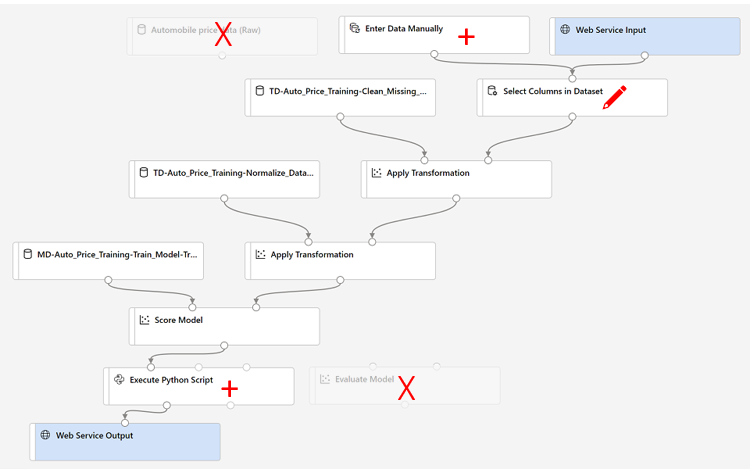 Automobile price data (Raw)
Enter Data Manually
Web Service Input
TD-Auto_Price_Training-Clean_Missing_...
Select Columns in Dataset
TD-Auto_Price_Training-Normalize_Data...
Apply Transformation
MD-Auto_Price_Training-Train_Model-Tr...
Apply Transformation
Score Model
Execute Python Script
Evaluate Model
Web Service Output